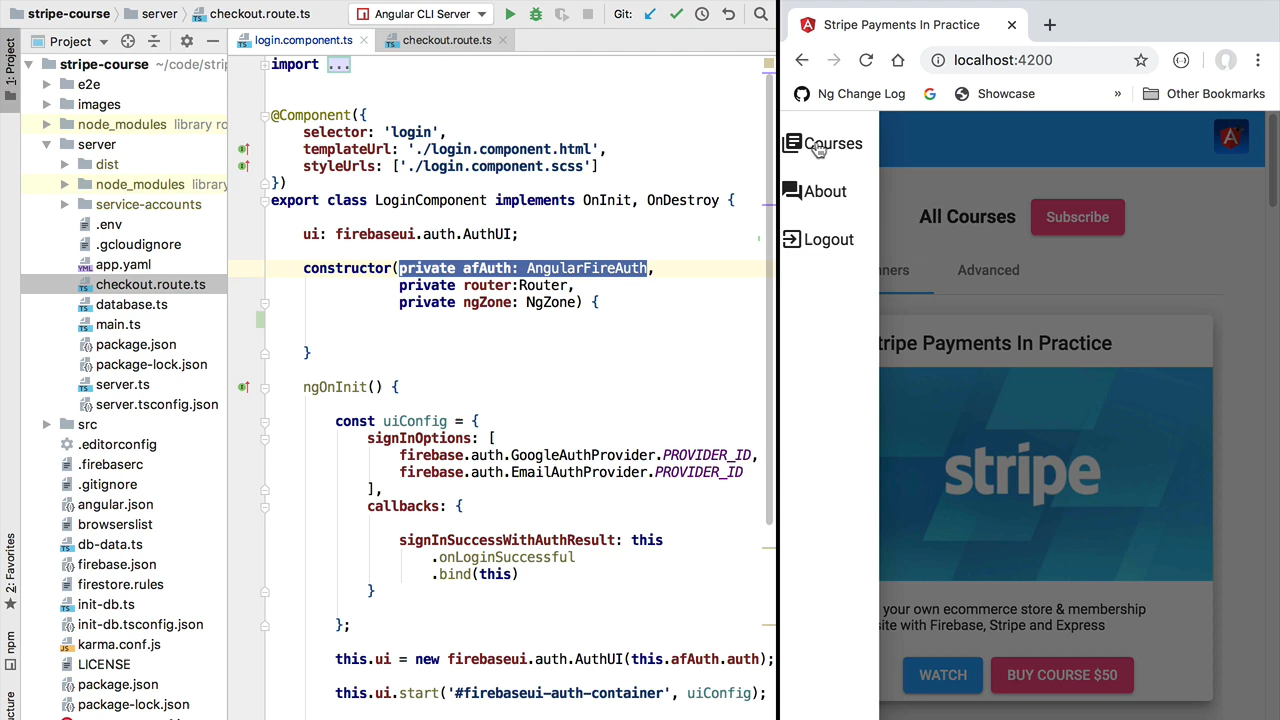 stripe-course
server
checkout.route.ts
Angular CLI Server
Git:
Project
login.component.ts
checkout.route.ts
1: Project
stripe-course ~/code/strip
e2e
images
node_modules library ro
server
dist
node_modules library
service-accounts
.env
.gcloudignore
app.yaml
checkout.route.ts
database.ts
main.ts
package.json
package-lock.json
server.ts
server.tsconfig.json
src
.editorconfig
.firebaserc
.gitignore
angular.json
browserslist
db-data.ts
firebase.json
firestore.rules
init-db.ts
init-db.tsconfig.json
karma.conf.js
LICENSE
package.json
package-lock.json
2: Favorites
npm
import ...
@Component({
selector: 'login',
templateUrl: './login.component.html',
styleUrls: ['./login.component.scss']
})
export class LoginComponent implements OnInit, OnDestroy {
ui: firebaseui.auth.AuthUI;
constructor(private afAuth: AngularFireAuth,
private router:Router,
private ngZone: NgZone) {
}
ngOnInit() {
const uiConfig = {
signInOptions: [
firebase.auth.GoogleAuthProvider.PROVIDER_ID,
firebase.auth.EmailAuthProvider.PROVIDER_ID
],
callbacks: {
signInSuccessWithAuthResult: this
.onLoginSuccessful
.bind(this)
}
};
this.ui = new firebaseui.auth.AuthUI(this.afAuth.auth);
this.ui.start('#firebaseui-auth-container', uiConfig);
Stripe Payments In Practice
localhost:4200
Ng Change Log
Showcase
»
Other Bookmarks
Courses
About
Logout
All Courses
Subscribe
nners
Advanced
tripe Payments In Practice
stripe
your own ecommerce store & membership
site with Firebase, Stripe and Express
WATCH
BUY COURSE $50